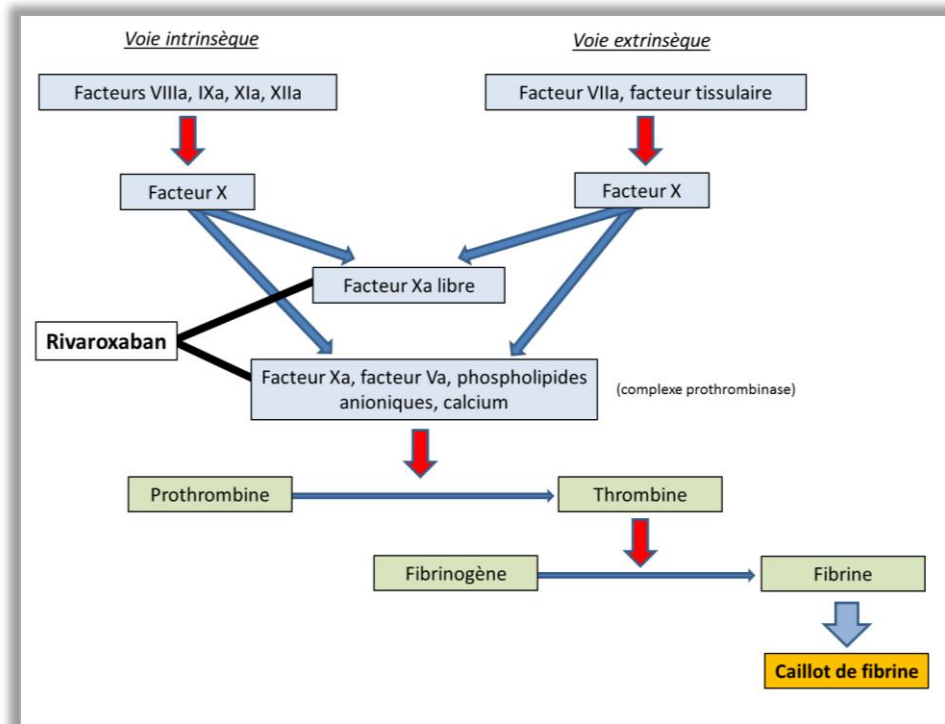 Voie intrinsèque
Voie extrinsèque
Facteurs VIIIa, IXa, XIa, XIIa
Facteur VIIa, facteur tissulaire
Facteur X
Facteur X
Facteur Xa libre
Rivaroxaban
Facteur Xa, facteur Va, phospholipides
anioniques, calcium
(complexe prothrombinase)
Prothrombine
Thrombine
Fibrinogène
Fibrine
Caillot de fibrine